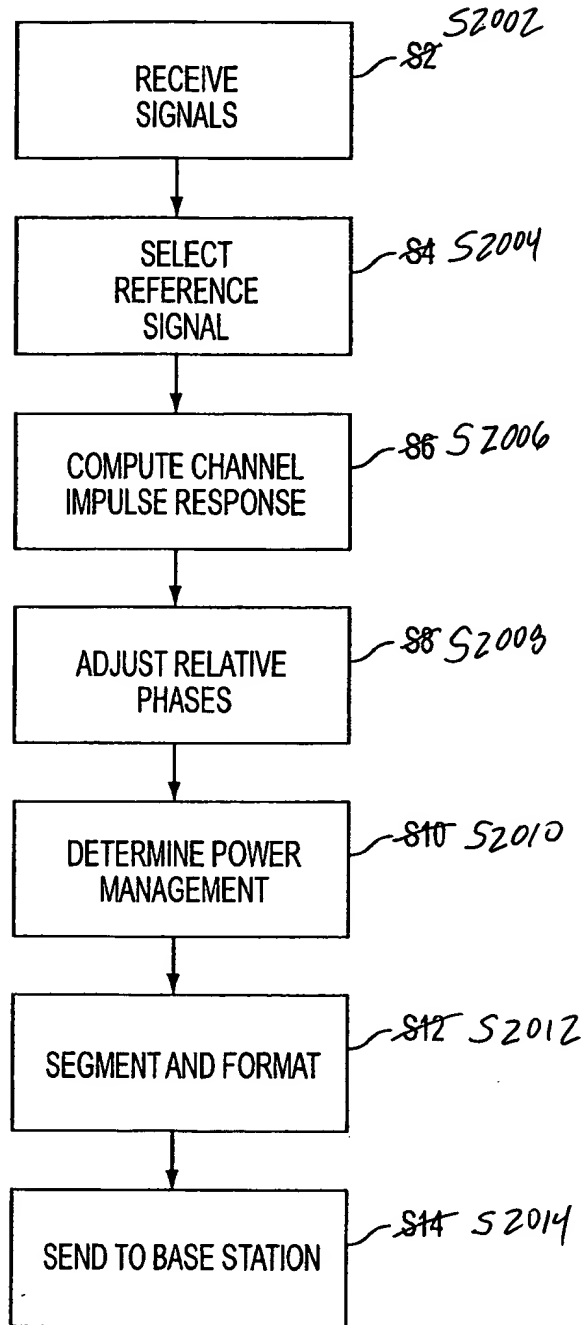 S2002
S2
RECEIVE
SIGNALS
S4 S2004
SELECT
REFERENCE
SIGNAL
S6 S2006
COMPUTE CHANNEL
IMPULSE RESPONSE
S8 S2008
ADJUST RELATIVE
PHASES
S10 S2010
DETERMINE POWER
MANAGEMENT
S12 S2012
SEGMENT AND FORMAT
S14 S2014
SEND TO BASE STATION